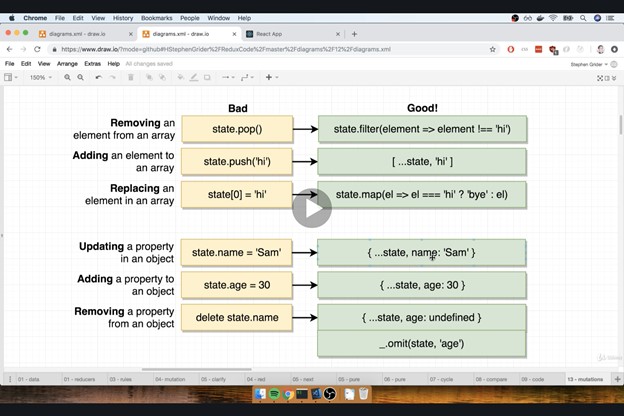 Chrome File Edit View History Bookmarks People Window Help
diagrams.xml - draw.io
diagrams.xml - draw.io
React App
https://www.draw.io/?mode=github#HStephenGrider%2FReduxCode%2Fmaster%2Fdiagrams%2F12%2Fdiagrams.xml
File Edit View Arrange Extras Help All changes saved
Stephen Grider
150%
Bad Good!
Removing an
element from an array
state.pop() state.filter(element => element !== 'hi')
Adding an element to
an array
state.push('hi') [ ...state, 'hi' ]
Replacing an
element in an array
state[0] = 'hi' state.map(el => el === 'hi' ? 'bye' : el)
Updating a property
in an object
state.name = 'Sam' { ...state, name: 'Sam' }
Adding a property to
an object
state.age = 30 { ...state, age: 30 }
Removing a property
from an object
delete state.name { ...state, age: undefined }
_.omit(state, 'age')
01 - data 01 - reducers 03 - rules 04- mutation 05 - clarify 04 - red 05 - reset 05 - pure 06 - pure 07 - cycle 08 - compare 09 - code 13 - mutations